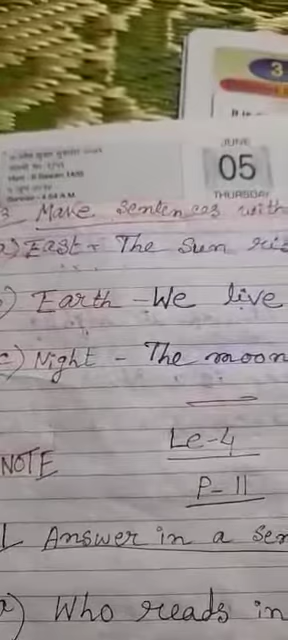 3
JUNE
05
THURSDAY
3 Make sentences with
a) East - The Sun ris
b) Earth - We live
c) Night - The moon
Le-4
NOTE
P-11
1 Answer in a sen
a) Who reads in